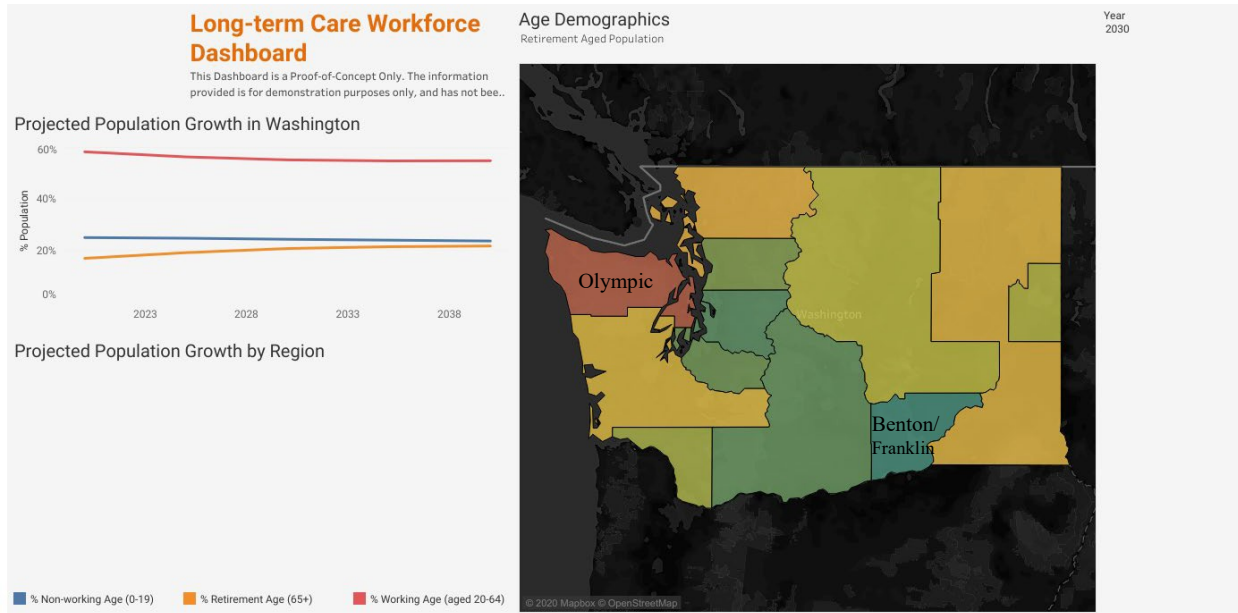 Long-term Care Workforce
Dashboard
This Dashboard is a Proof-of-Concept Only. The information
provided is for demonstration purposes only, and has not bee..
Projected Population Growth in Washington
60%
40%
20%
0%
% Population
2023
2028
2033
2038
Projected Population Growth by Region
% Non-working Age (0-19)
% Retirement Age (65+)
% Working Age (aged 20-64)
Age Demographics
Retirement Aged Population
Year
2030
Olympic
Washington
Benton/
Franklin
© 2020 Mapbox © OpenStreetMap